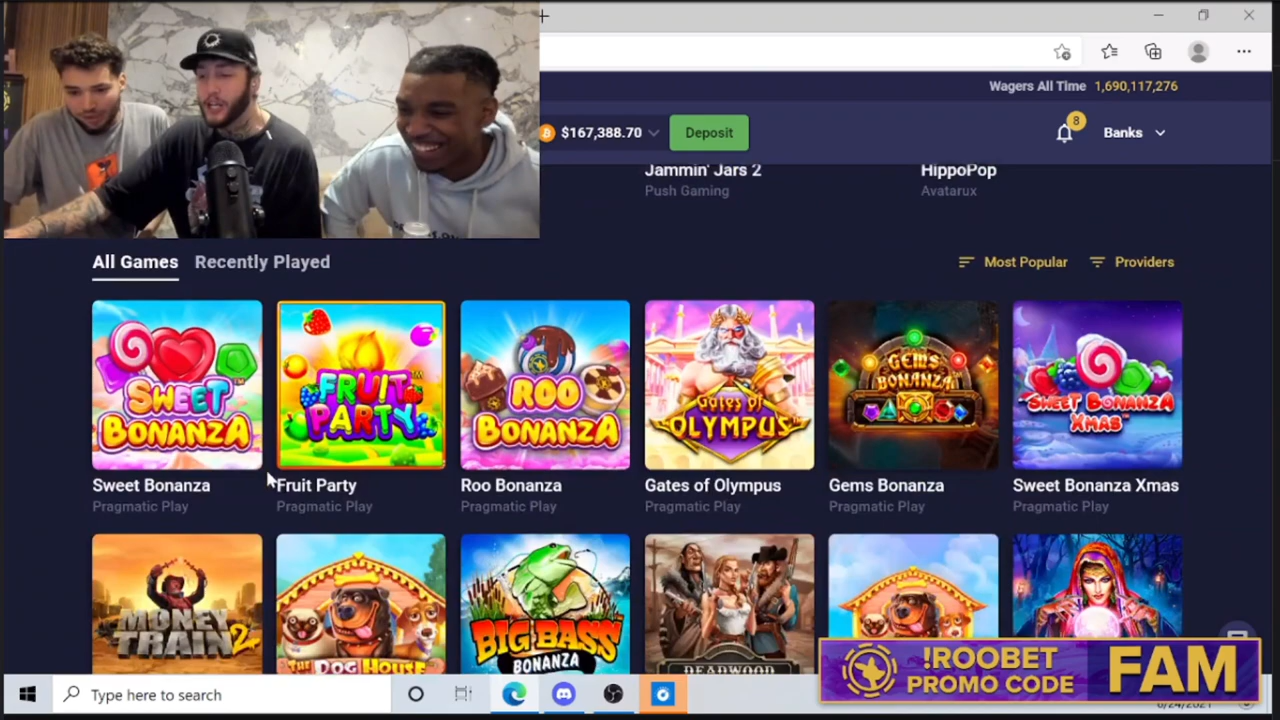 Wagers All Time 1,690,117,276
$167,388.70
Deposit
8
Banks
Jammin' Jars 2
HippoPop
Push Gaming
Avatarux
All Games
Recently Played
Most Popular
Providers
SWEET
BONANZA
FRUIT
PARTY
ROO
BONANZA
Gates of
OLYMPUS
GEMS
BONANZA
SWEET BONANZA
XMAS
Sweet Bonanza
Fruit Party
Roo Bonanza
Gates of Olympus
Gems Bonanza
Sweet Bonanza Xmas
Pragmatic Play
Pragmatic Play
Pragmatic Play
Pragmatic Play
Pragmatic Play
Pragmatic Play
MONEY
TRAIN 2
THE DOG HOUSE
BIG BASS
BONANZA
DEADWOOD
!ROOBET
PROMO CODE
FAM
Type here to search
6/24/2021